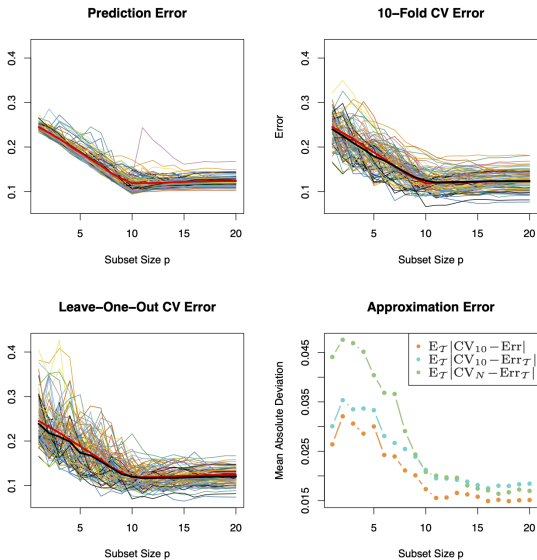 Prediction Error
0.4
0.3
0.2
0.1
5 10 15 20
Subset Size p
10−Fold CV Error
Error
0.4
0.3
0.2
0.1
5 10 15 20
Subset Size p
Leave−One−Out CV Error
0.4
0.3
0.2
0.1
5 10 15 20
Subset Size p
Approximation Error
Mean Absolute Deviation
0.045
0.035
0.025
0.015
E𝒯|CV₁₀−Err|
E𝒯|CV₁₀−Err𝒯|
E𝒯|CV_N−Err𝒯|
5 10 15 20
Subset Size p